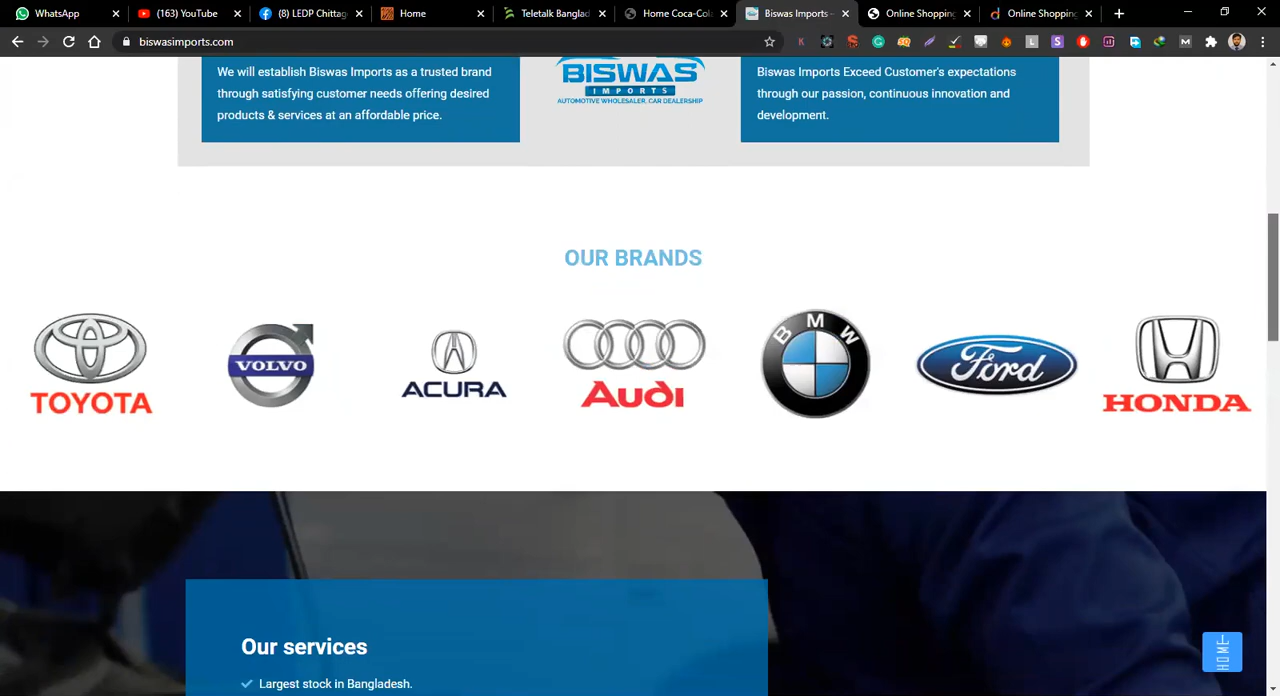 WhatsApp
(163) YouTube
(8) LEDP Chittag
Home
Teletalk Banglad
Home Coca-Cola
Biswas Imports –
Online Shopping
Online Shopping
biswasimports.com
We will establish Biswas Imports as a trusted brand
through satisfying customer needs offering desired
products & services at an affordable price.
BISWAS
IMPORTS
AUTOMOTIVE WHOLESALER, CAR DEALERSHIP
Biswas Imports Exceed Customer's expectations
through our passion, continuous innovation and
development.
OUR BRANDS
TOYOTA
VOLVO
ACURA
Audi
BMW
Ford
HONDA
Our services
Largest stock in Bangladesh.
HOME